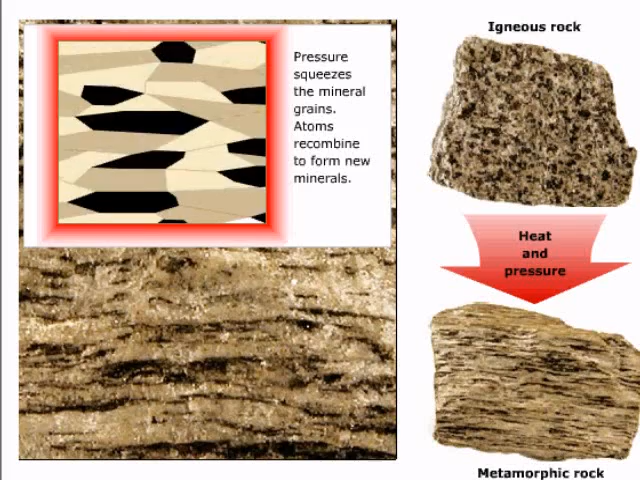 Pressure
squeezes
the mineral
grains.
Atoms
recombine
to form new
minerals.
Igneous rock
Heat
and
pressure
Metamorphic rock